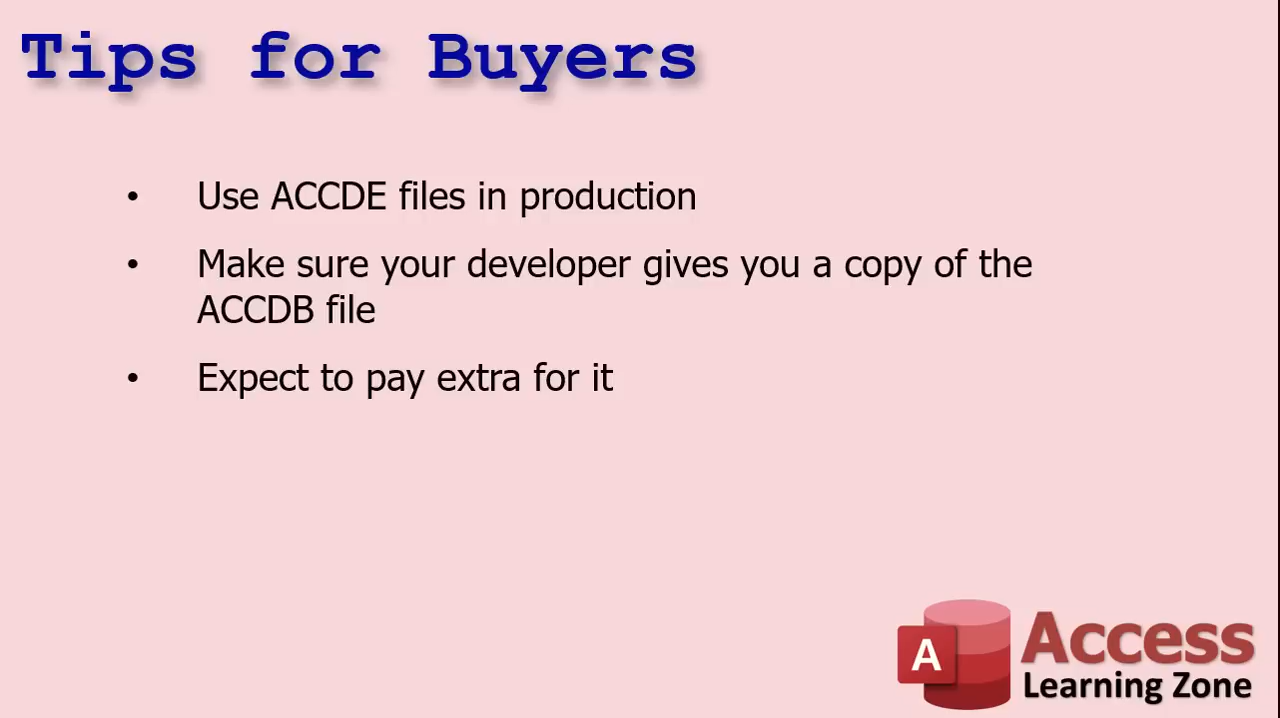 Tips for Buyers
• Use ACCDE files in production
• Make sure your developer gives you a copy of the
ACCDB file
• Expect to pay extra for it
A
Access
Learning Zone